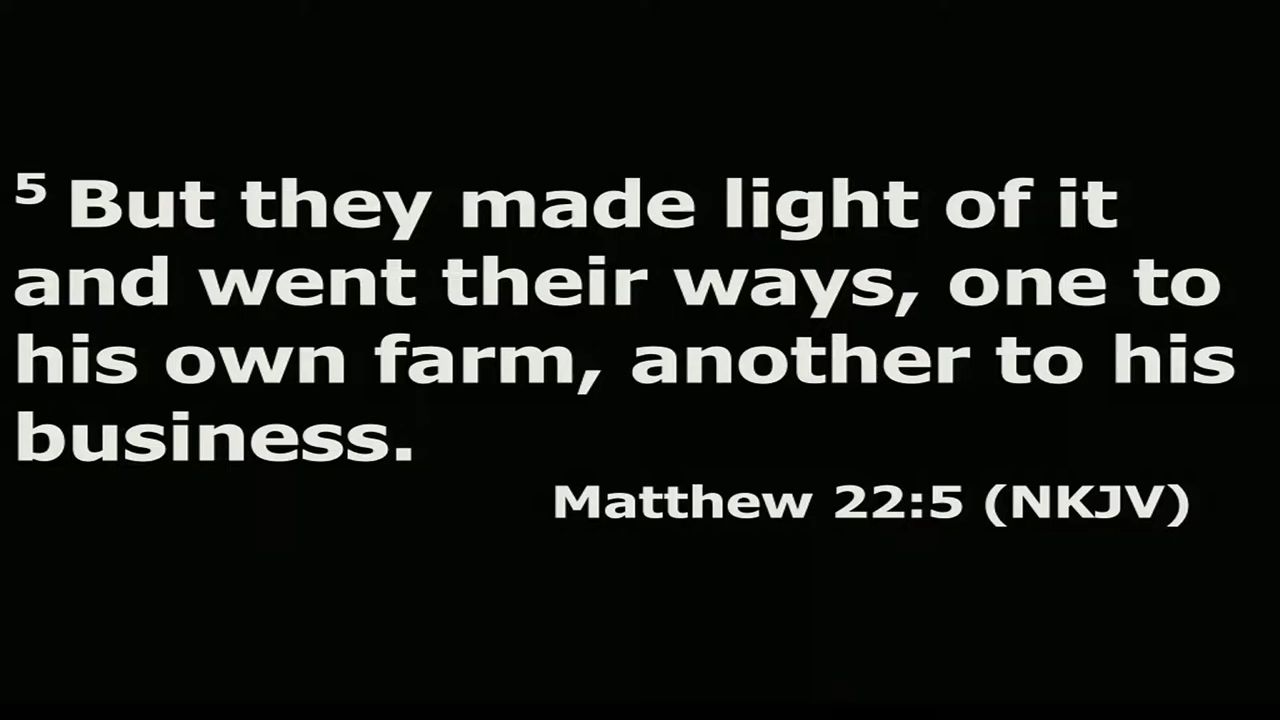 5 But they made light of it
and went their ways, one to
his own farm, another to his
business.
Matthew 22:5 (NKJV)